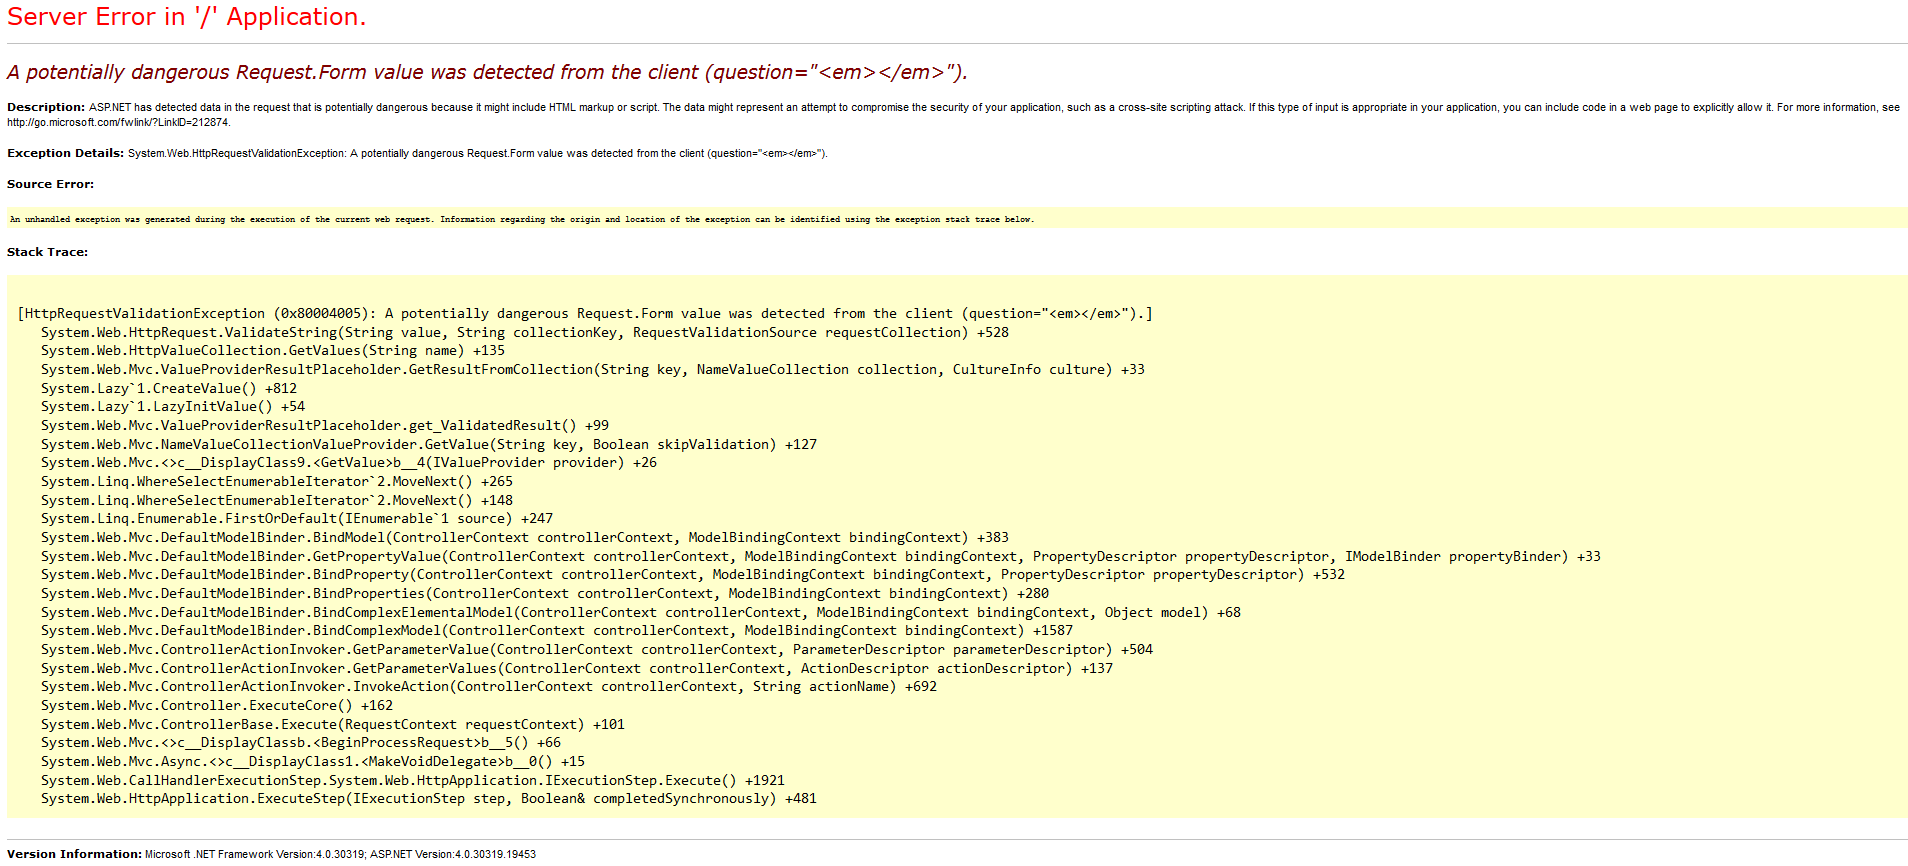 Server Error in '/' Application.
A potentially dangerous Request.Form value was detected from the client (question="<em></em>").
Description: ASP.NET has detected data in the request that is potentially dangerous because it might include HTML markup or script. The data might represent an attempt to compromise the security of your application, such as a cross-site scripting attack. If this type of input is appropriate in your application, you can include code in a web page to explicitly allow it. For more information, see
http://go.microsoft.com/fwlink/?LinkID=212874.
Exception Details: System.Web.HttpRequestValidationException: A potentially dangerous Request.Form value was detected from the client (question="<em></em>").
Source Error:
An unhandled exception was generated during the execution of the current web request. Information regarding the origin and location of the exception can be identified using the exception stack trace below.
Stack Trace:
[HttpRequestValidationException (0x80004005): A potentially dangerous Request.Form value was detected from the client (question="<em></em>").]
System.Web.HttpRequest.ValidateString(String value, String collectionKey, RequestValidationSource requestCollection) +528
System.Web.HttpValueCollection.GetValues(String name) +135
System.Web.Mvc.ValueProviderResultPlaceholder.GetResultFromCollection(String key, NameValueCollection collection, CultureInfo culture) +33
System.Lazy`1.CreateValue() +812
System.Lazy`1.LazyInitValue() +54
System.Web.Mvc.ValueProviderResultPlaceholder.get_ValidatedResult() +99
System.Web.Mvc.NameValueCollectionValueProvider.GetValue(String key, Boolean skipValidation) +127
System.Web.Mvc.<>c__DisplayClass9.<GetValue>b__4(IValueProvider provider) +26
System.Linq.WhereSelectEnumerableIterator`2.MoveNext() +265
System.Linq.WhereSelectEnumerableIterator`2.MoveNext() +148
System.Linq.Enumerable.FirstOrDefault(IEnumerable`1 source) +247
System.Web.Mvc.DefaultModelBinder.BindModel(ControllerContext controllerContext, ModelBindingContext bindingContext) +383
System.Web.Mvc.DefaultModelBinder.GetPropertyValue(ControllerContext controllerContext, ModelBindingContext bindingContext, PropertyDescriptor propertyDescriptor, IModelBinder propertyBinder) +33
System.Web.Mvc.DefaultModelBinder.BindProperty(ControllerContext controllerContext, ModelBindingContext bindingContext, PropertyDescriptor propertyDescriptor) +532
System.Web.Mvc.DefaultModelBinder.BindProperties(ControllerContext controllerContext, ModelBindingContext bindingContext) +280
System.Web.Mvc.DefaultModelBinder.BindComplexElementalModel(ControllerContext controllerContext, ModelBindingContext bindingContext, Object model) +68
System.Web.Mvc.DefaultModelBinder.BindComplexModel(ControllerContext controllerContext, ModelBindingContext bindingContext) +1587
System.Web.Mvc.ControllerActionInvoker.GetParameterValue(ControllerContext controllerContext, ParameterDescriptor parameterDescriptor) +504
System.Web.Mvc.ControllerActionInvoker.GetParameterValues(ControllerContext controllerContext, ActionDescriptor actionDescriptor) +137
System.Web.Mvc.ControllerActionInvoker.InvokeAction(ControllerContext controllerContext, String actionName) +692
System.Web.Mvc.Controller.ExecuteCore() +162
System.Web.Mvc.ControllerBase.Execute(RequestContext requestContext) +101
System.Web.Mvc.<>c__DisplayClassb.<BeginProcessRequest>b__5() +66
System.Web.Mvc.Async.<>c__DisplayClass1.<MakeVoidDelegate>b__0() +15
System.Web.CallHandlerExecutionStep.System.Web.HttpApplication.IExecutionStep.Execute() +1921
System.Web.HttpApplication.ExecuteStep(IExecutionStep step, Boolean& completedSynchronously) +481
Version Information: Microsoft .NET Framework Version:4.0.30319; ASP.NET Version:4.0.30319.19453